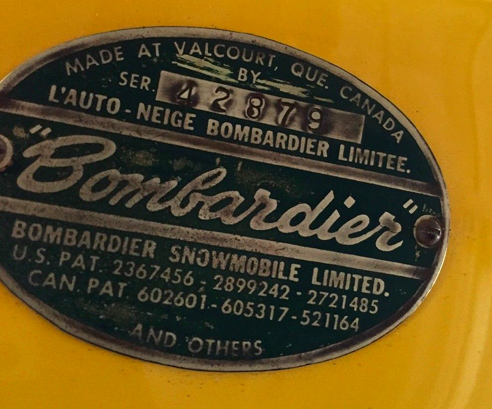 MADE AT VALCOURT, QUE. CANADA
BY
SER. 42879
L'AUTO-NEIGE BOMBARDIER LIMITEE.
"Bombardier"
BOMBARDIER SNOWMOBILE LIMITED.
U.S. PAT. 2367456 - 2899242 - 2721485
CAN. PAT. 602601-605317-521164
AND OTHERS